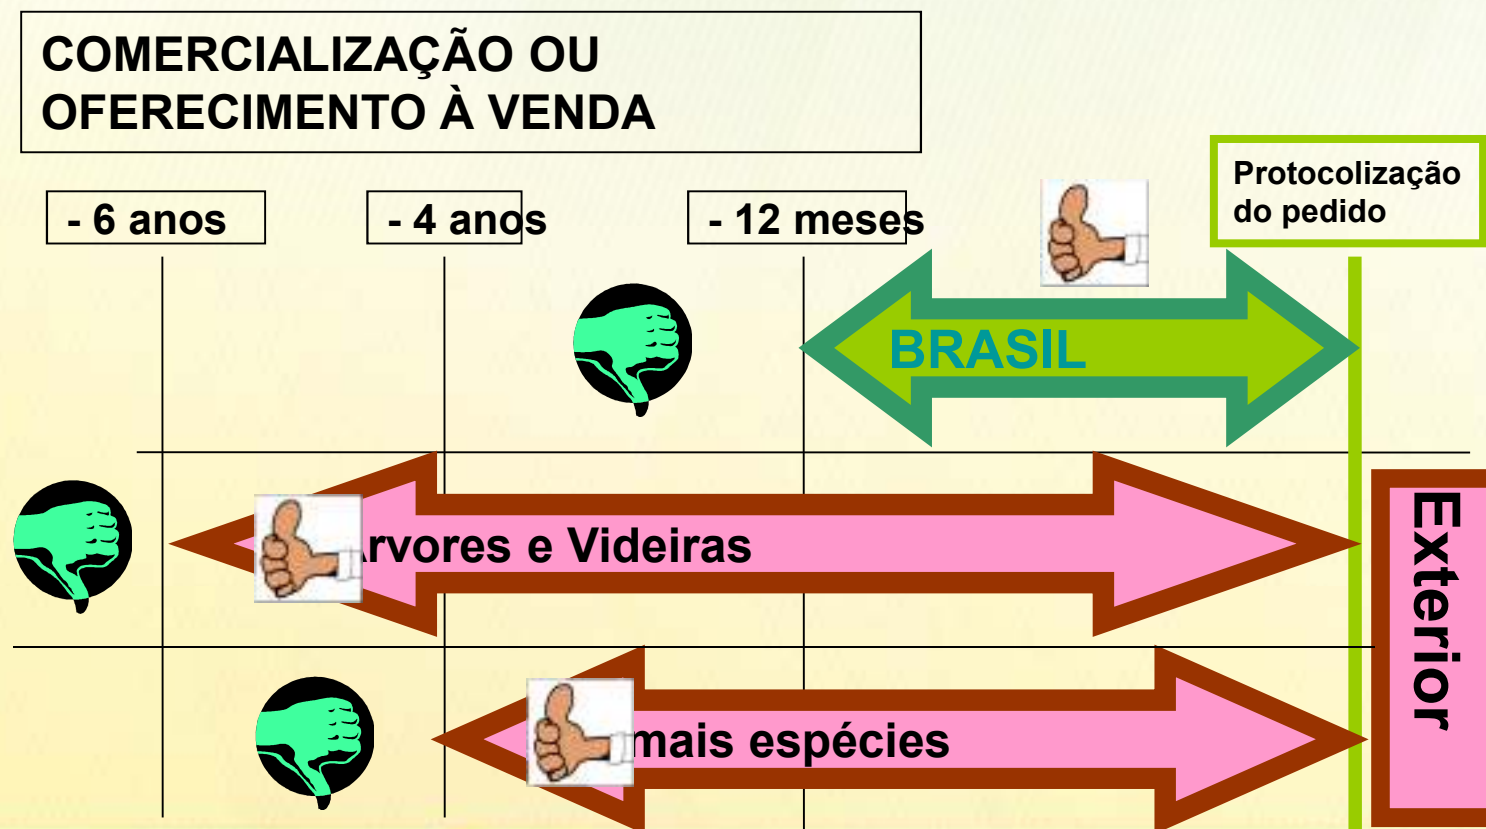 COMERCIALIZAÇÃO OU
OFERECIMENTO À VENDA
Protocolização
do pedido
- 6 anos
- 4 anos
- 12 meses
BRASIL
rvores e Videiras
Exterior
mais espécies